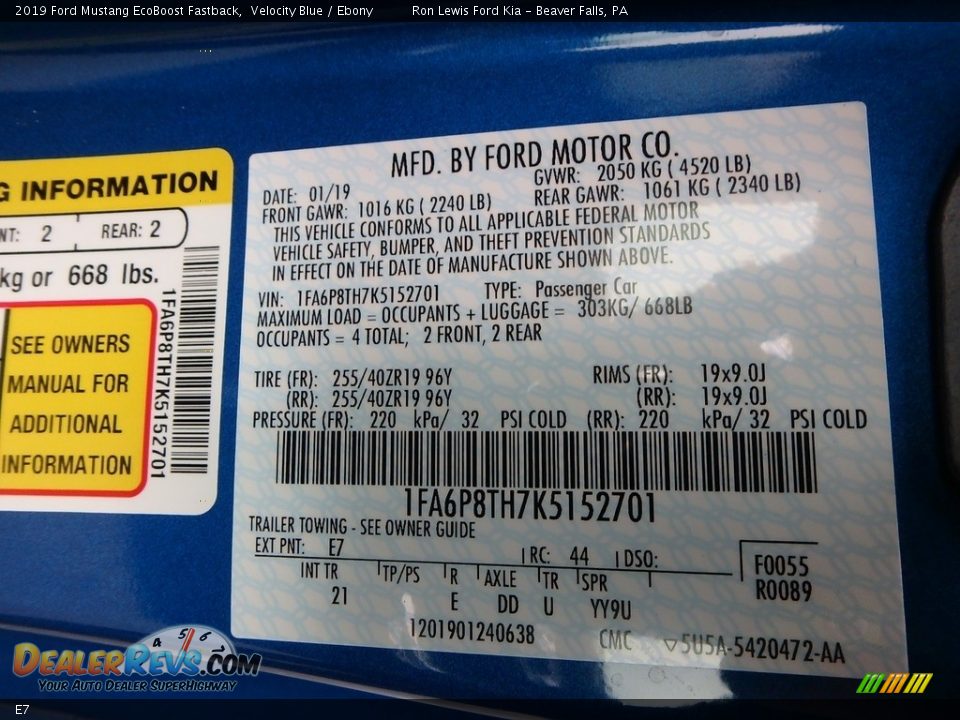 2019 Ford Mustang EcoBoost Fastback, Velocity Blue / Ebony Ron Lewis Ford Kia - Beaver Falls, PA
G INFORMATION
NT: 2 REAR: 2
kg or 668 lbs.
SEE OWNERS
MANUAL FOR
ADDITIONAL
INFORMATION
1FA6P8TH7K5152701
MFD. BY FORD MOTOR CO.
DATE: 01/19 GVWR: 2050 KG ( 4520 LB)
FRONT GAWR: 1016 KG ( 2240 LB) REAR GAWR: 1061 KG ( 2340 LB)
THIS VEHICLE CONFORMS TO ALL APPLICABLE FEDERAL MOTOR
VEHICLE SAFETY, BUMPER, AND THEFT PREVENTION STANDARDS
IN EFFECT ON THE DATE OF MANUFACTURE SHOWN ABOVE.
VIN: 1FA6P8TH7K5152701 TYPE: Passenger Car
MAXIMUM LOAD = OCCUPANTS + LUGGAGE = 303KG/ 668LB
OCCUPANTS = 4 TOTAL; 2 FRONT, 2 REAR
TIRE (FR): 255/40ZR19 96Y RIMS (FR): 19x9.0J
(RR): 255/40ZR19 96Y (RR): 19x9.0J
PRESSURE (FR): 220 kPa/ 32 PSI COLD (RR): 220 kPa/ 32 PSI COLD
1FA6P8TH7K5152701
TRAILER TOWING - SEE OWNER GUIDE
EXT PNT: E7 RC: 44 DSO: F0055
INT TR TP/PS R AXLE TR SPR R0089
21 E DD U YY9U
1201901240638 CMC ▽5U5A-5420472-AA
4 5 6
DEALERREVS.COM
Your Auto Dealer SuperHighway
E7